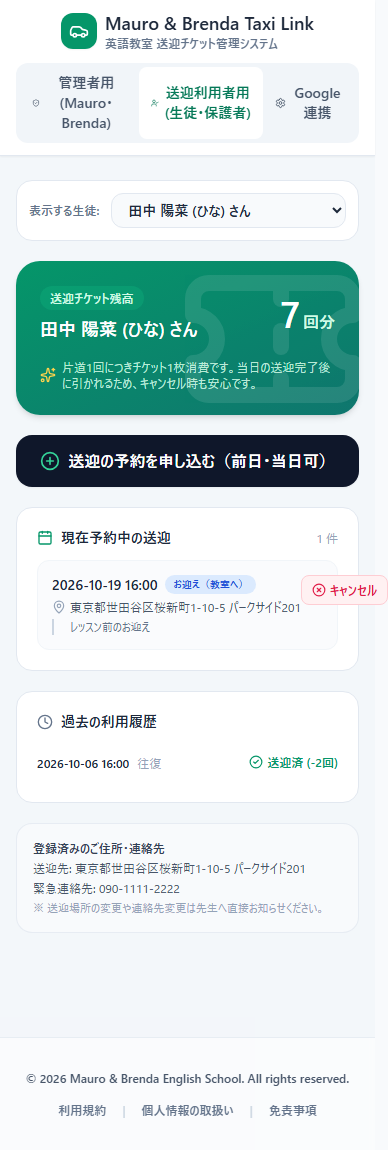 Mauro & Brenda Taxi Link
英語教室 送迎チケット管理システム
管理者用
(Mauro・
Brenda)
送迎利用者用
(生徒・保護者)
Google
連携
表示する生徒:
田中 陽菜 (ひな) さん
送迎チケット残高
田中 陽菜 (ひな) さん
7 回分
片道1回につきチケット1枚消費です。当日の送迎完了後
に引かれるため、キャンセル時も安心です。
送迎の予約を申し込む（前日・当日可）
現在予約中の送迎
1 件
2026-10-19 16:00 お迎え（教室へ）
キャンセル
東京都世田谷区桜新町1-10-5 パークサイド201
レッスン前のお迎え
過去の利用履歴
2026-10-06 16:00 往復
送迎済 (-2回)
登録済みのご住所・連絡先
送迎先: 東京都世田谷区桜新町1-10-5 パークサイド201
緊急連絡先: 090-1111-2222
※ 送迎場所の変更や連絡先変更は先生へ直接お知らせください。
© 2026 Mauro & Brenda English School. All rights reserved.
利用規約 | 個人情報の取扱い | 免責事項